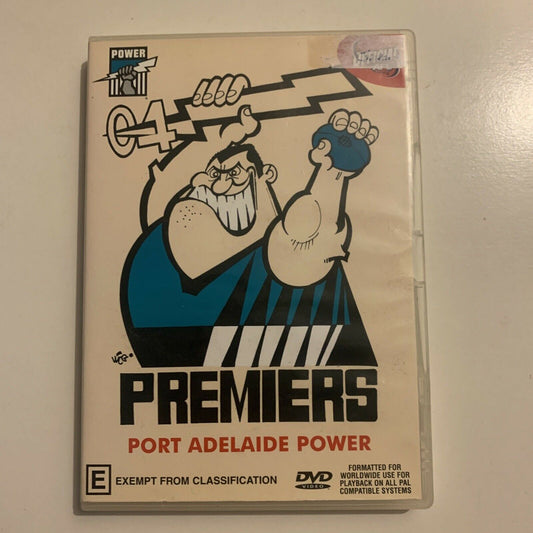 POWER
04
WEG
PREMIERS
PORT ADELAIDE POWER
E EXEMPT FROM CLASSIFICATION
DVD
VIDEO
FORMATTED FOR
WORLDWIDE USE FOR
PLAYBACK ON ALL PAL
COMPATIBLE SYSTEMS